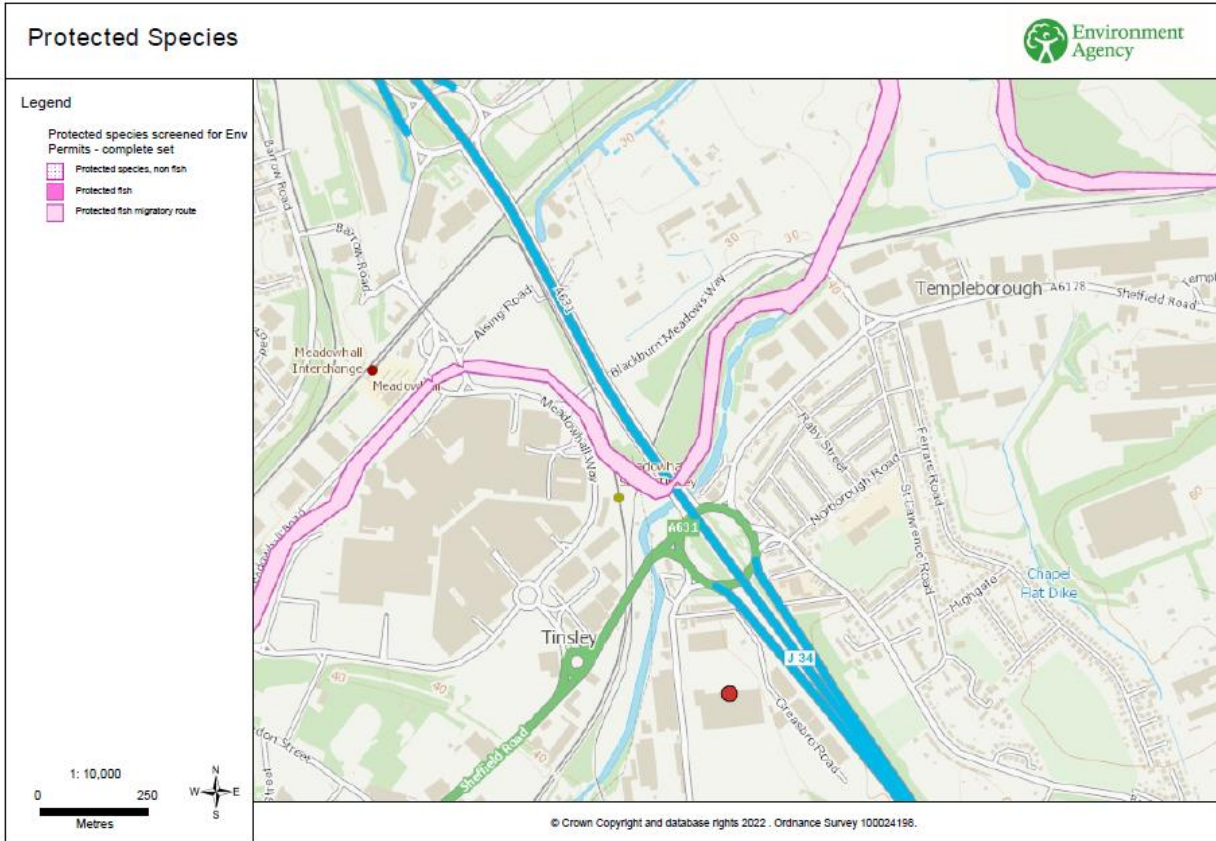 Protected Species
Environment
Agency
Legend
Protected species screened for Env
Permits - complete set
Protected species, non fish
Protected fish
Protected fish migratory route
1: 10,000
0 250
Metres
N
W E
S
Barrow Road
Barrow Road
Road
Alsing Road
A631
30
30
30
Blackburn Meadows Way
40
Templeborough
A6178
Sheffield Road
Meadowhall
Interchange
Meadowhall Way
Raby Street
Ferrars Road
Norborough Road
St Lawrence Road
Highgate
Chapel
Flat Dike
60
A631
Tinsley
J 34
Greasbro Road
Sheffield Road
40
40
40
© Crown Copyright and database rights 2022 . Ordnance Survey 100024198.